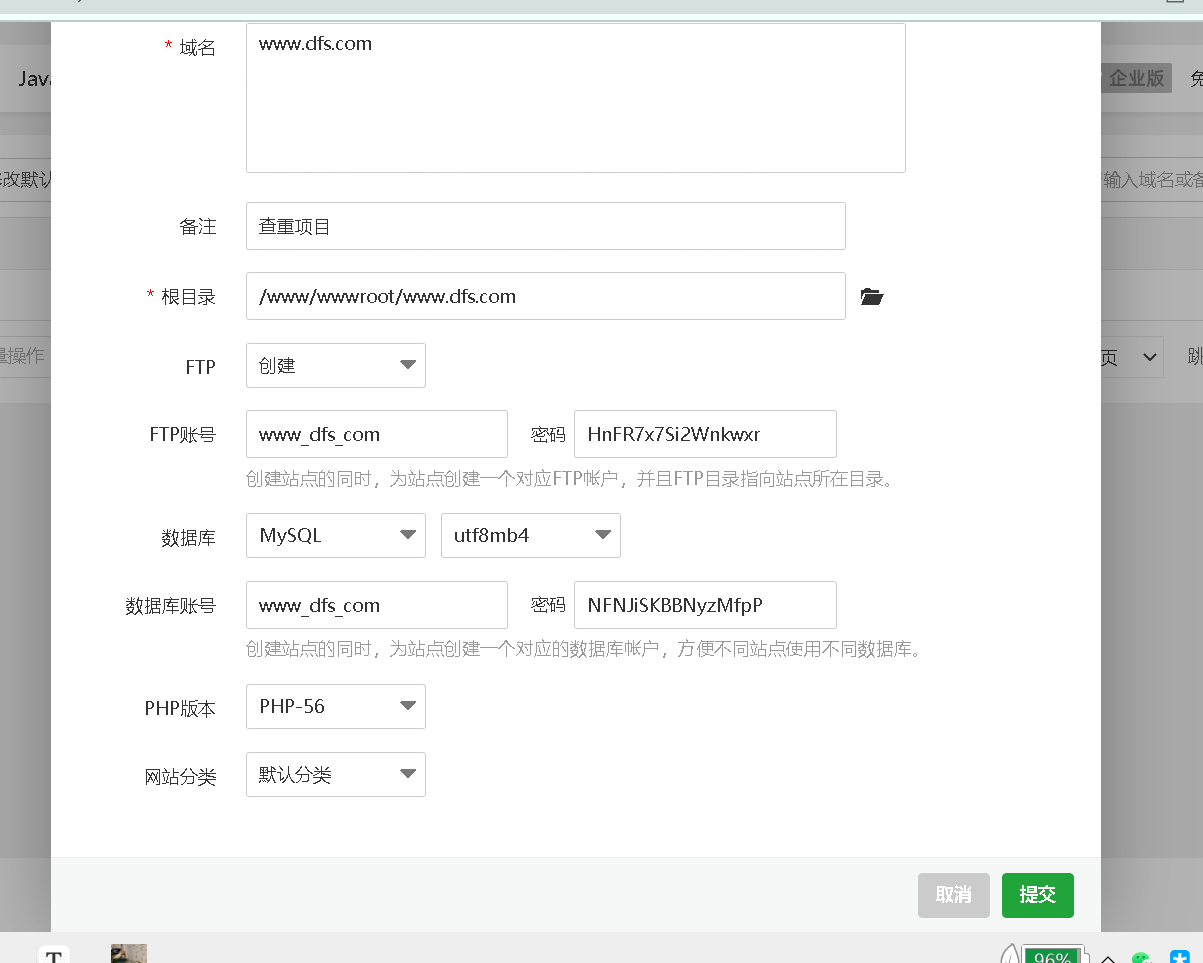 * 域名 www.dfs.com
Java
企业版 免
修改默认
输入域名或备
备注 查重项目
* 根目录 /www/wwwroot/www.dfs.com
量操作
页 跳
FTP 创建
FTP账号 www_dfs_com 密码 HnFR7x7Si2Wnkwxr
创建站点的同时，为站点创建一个对应FTP帐户，并且FTP目录指向站点所在目录。
数据库 MySQL utf8mb4
数据库账号 www_dfs_com 密码 NFNJiSKBBNyzMfpP
创建站点的同时，为站点创建一个对应的数据库帐户，方便不同站点使用不同数据库。
PHP版本 PHP-56
网站分类 默认分类
取消 提交
T 96%